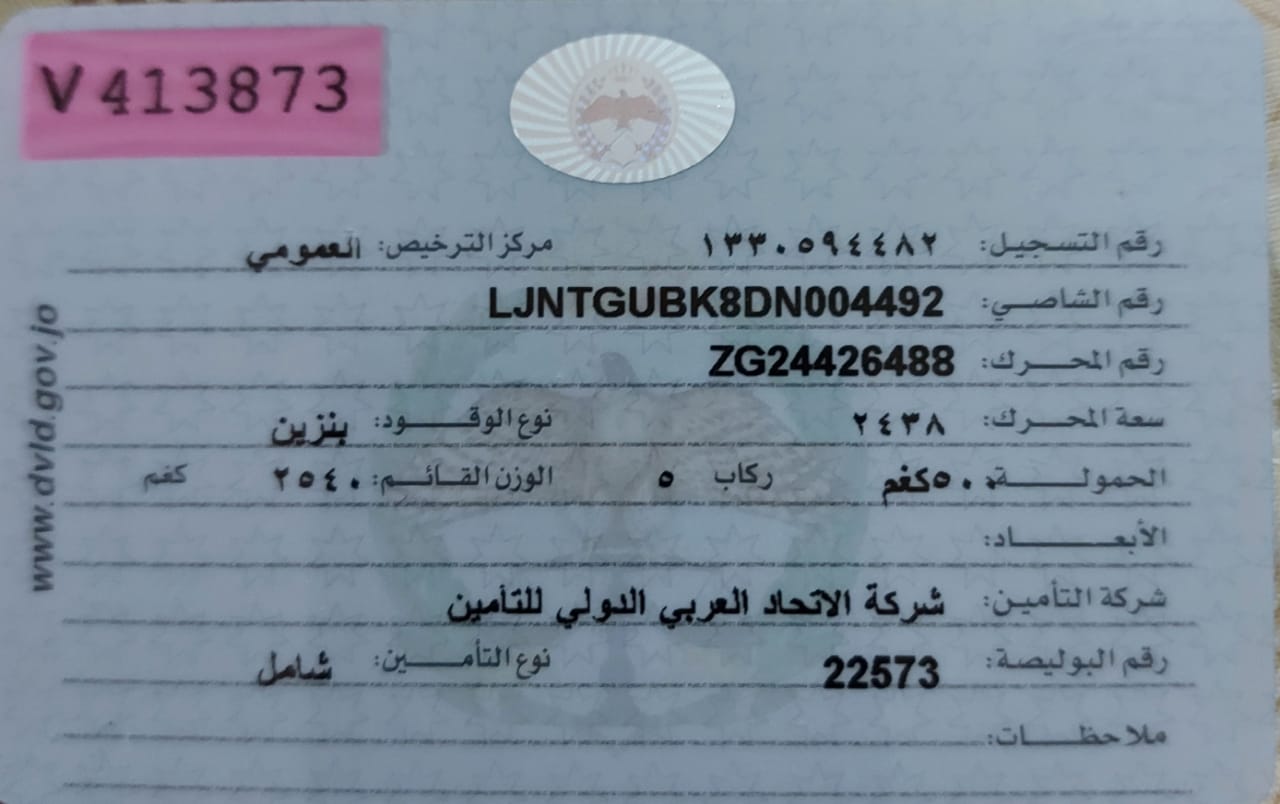 V413873
رقم التسجيل: ١٣٣٠٥٩٤٤٨٢ مركز الترخيص: العمومي
رقم الشاصي: LJNTGUBK8DN004492
رقم المحرك: ZG24426488
سعة المحرك: ٢٤٣٨ نوع الوقود: بنزين
الحمولة: ٥٠٠كغم ركاب ٥ الوزن القائم: ٢٥٤٠ كغم
الأبعاد:
شركة التأمين: شركة الاتحاد العربي الدولي للتأمين
رقم البوليصة: 22573 نوع التأمين: شامل
ملاحظات:
www.dvld.gov.jo